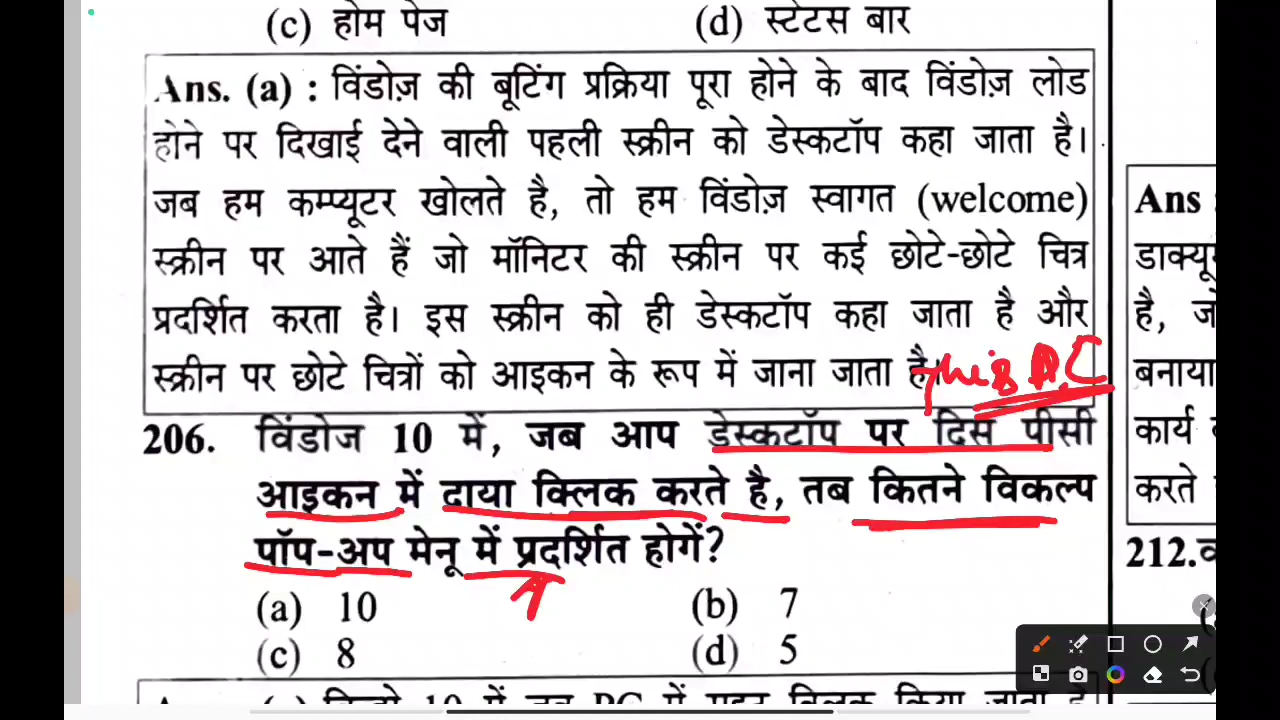 (c) होम पेज (d) स्टेटस बार
Ans. (a) : विंडोज़ की बूटिंग प्रक्रिया पूरा होने के बाद विंडोज़ लोड
होने पर दिखाई देने वाली पहली स्क्रीन को डेस्कटॉप कहा जाता है।
जब हम कम्प्यूटर खोलते है, तो हम विंडोज़ स्वागत (welcome)
स्क्रीन पर आते हैं जो मॉनिटर की स्क्रीन पर कई छोटे-छोटे चित्र
प्रदर्शित करता है। इस स्क्रीन को ही डेस्कटॉप कहा जाता है और
स्क्रीन पर छोटे चित्रों को आइकन के रूप में जाना जाता है।
This PC
206. विंडोज 10 में, जब आप डेस्कटॉप पर दिस पीसी
आइकन में दाया क्लिक करते है, तब कितने विकल्प
पॉप-अप मेनू में प्रदर्शित होगें?
(a) 10 (b) 7
(c) 8 (d) 5
Ans
है,
बनाया
कार्य
करते
212.